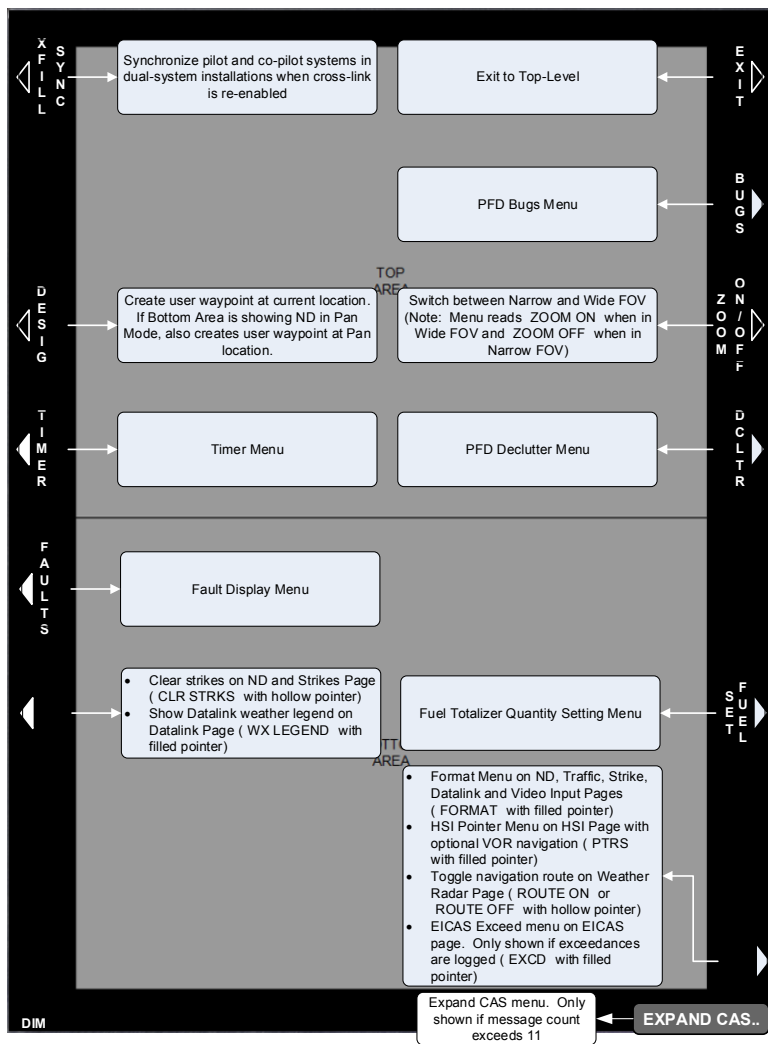 XFILL SYNC
Synchronize pilot and co-pilot systems in
dual-system installations when cross-link
is re-enabled
Exit to Top-Level
EXIT
PFD Bugs Menu
BUGS
TOP
AREA
DESIG
Create user waypoint at current location.
If Bottom Area is showing ND in Pan
Mode, also creates user waypoint at Pan
location.
Switch between Narrow and Wide FOV
(Note: Menu reads ZOOM ON when in
Wide FOV and ZOOM OFF when in
Narrow FOV)
ZOOM ON/OFF
TIMER
Timer Menu
PFD Declutter Menu
DCLTR
FAULTS
Fault Display Menu
• Clear strikes on ND and Strikes Page
( CLR STRKS with hollow pointer)
• Show Datalink weather legend on
Datalink Page ( WX LEGEND with
filled pointer)
Fuel Totalizer Quantity Setting Menu
SET FUEL
AREA
• Format Menu on ND, Traffic, Strike,
Datalink and Video Input Pages
( FORMAT with filled pointer)
• HSI Pointer Menu on HSI Page with
optional VOR navigation ( PTRS
with filled pointer)
• Toggle navigation route on Weather
Radar Page ( ROUTE ON or
ROUTE OFF with hollow pointer)
• EICAS Exceed menu on EICAS
page. Only shown if exceedances
are logged ( EXCD with filled
pointer)
DIM
Expand CAS menu. Only
shown if message count
exceeds 11
EXPAND CAS..